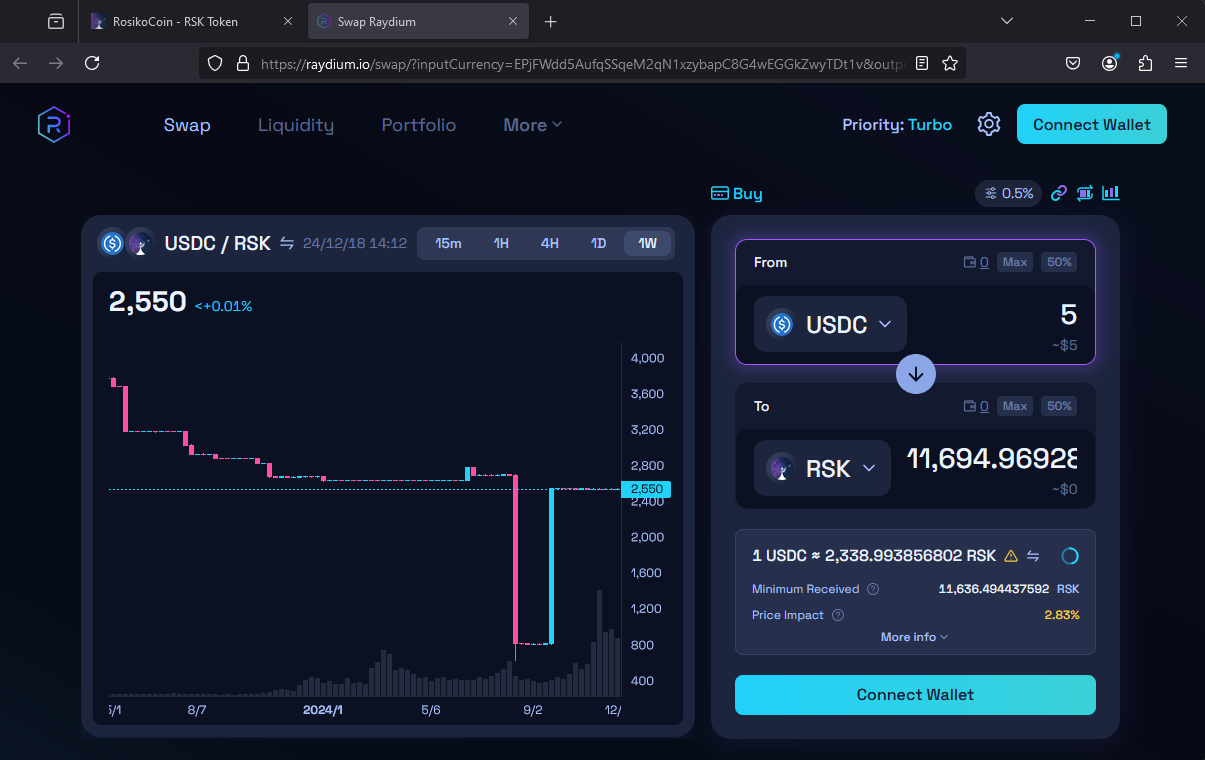 RosikoCoin - RSK Token
Swap Raydium
https://raydium.io/swap/?inputCurrency=EPjFWdd5AufqSSqeM2qN1xzybapC8G4wEGGkZwyTDt1v&outp
Swap
Liquidity
Portfolio
More
Priority: Turbo
Connect Wallet
Buy
0.5%
USDC / RSK
24/12/18 14:12
15m
1H
4H
1D
1W
2,550
<+0.01%
4,000
3,600
3,200
2,800
2,550
2,400
2,000
1,600
1,200
800
400
5/1
8/7
2024/1
5/6
9/2
12/
From
0
Max
50%
USDC
5
~$5
To
0
Max
50%
RSK
11,694.96928
~$0
1 USDC ≈ 2,338.993856802 RSK
Minimum Received
11,636.494437592 RSK
Price Impact
2.83%
More info
Connect Wallet